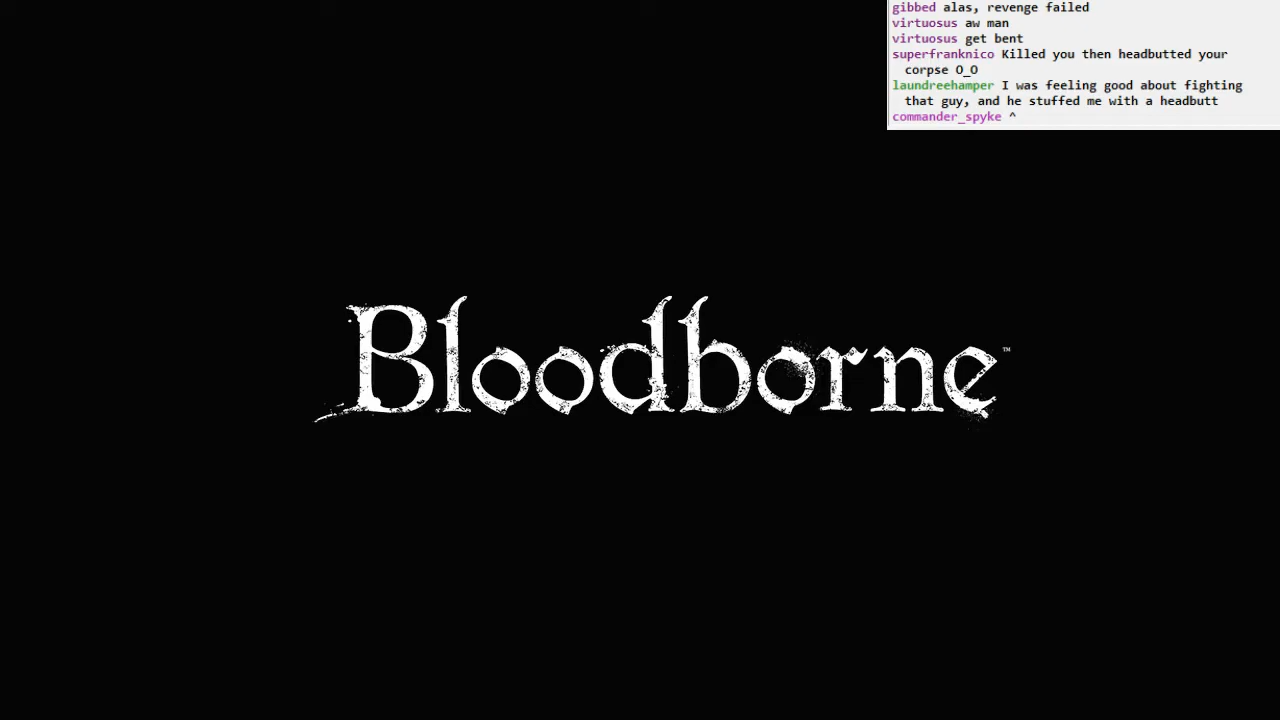 gibbed alas, revenge failed
virtuosus aw man
virtuosus get bent
superfranknico Killed you then headbutted your
corpse O_O
laundreehamper I was feeling good about fighting
that guy, and he stuffed me with a headbutt
commander_spyke ^
Bloodborne™